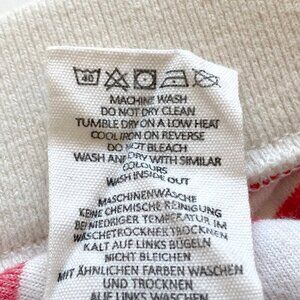 40
MACHINE WASH
DO NOT DRY CLEAN
TUMBLE DRY ON A LOW HEAT
COOL IRON ON REVERSE
DO NOT BLEACH
WASH AND DRY WITH SIMILAR
COLOURS
WASH INSIDE OUT
MASCHINENWÄSCHE
KEINE CHEMISCHE REINIGUNG
BEI NIEDRIGER TEMPERATUR IM
WÄSCHETROCKNER TROCKNEN
KALT AUF LINKS BÜGELN
NICHT BLEICHEN
MIT ÄHNLICHEN FARBEN WASCHEN
UND TROCKNEN
AUF LINKS WASCHEN